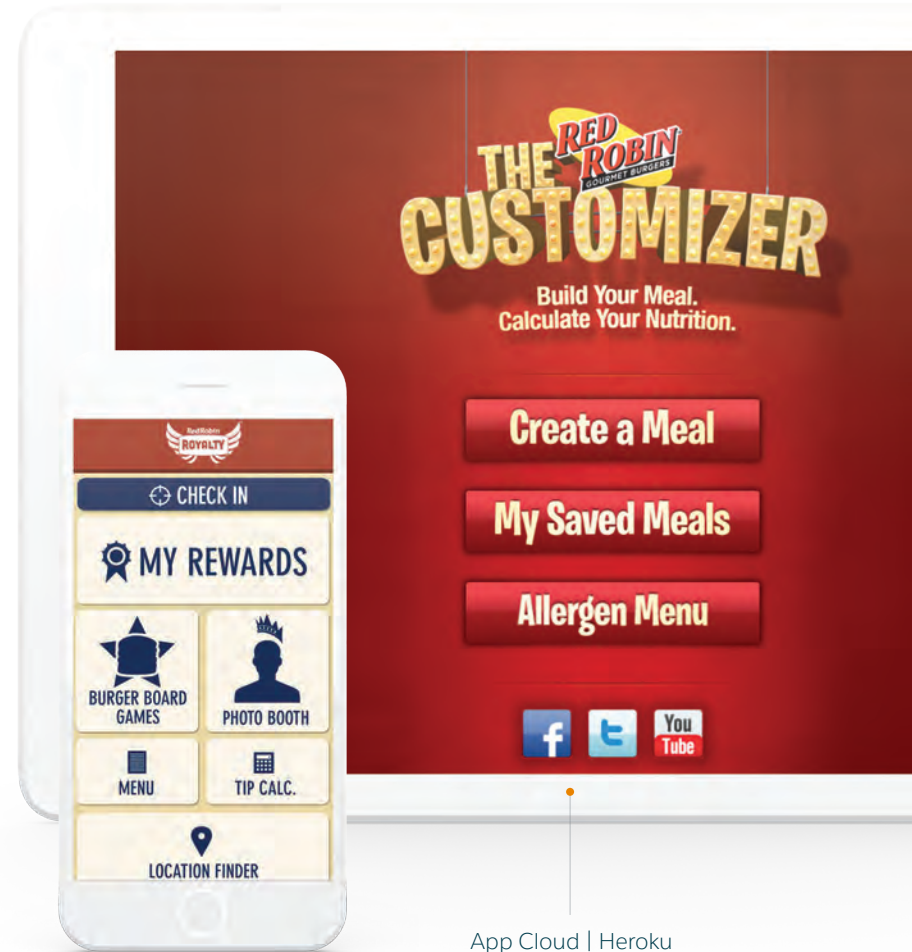 THE
RED
ROBIN
GOURMET BURGERS
CUSTOMIZER
Build Your Meal.
Calculate Your Nutrition.
Create a Meal
My Saved Meals
Allergen Menu
f
t
You
Tube
RedRobin
ROYALTY
CHECK IN
MY REWARDS
BURGER BOARD
GAMES
PHOTO BOOTH
MENU
TIP CALC.
LOCATION FINDER
App Cloud | Heroku